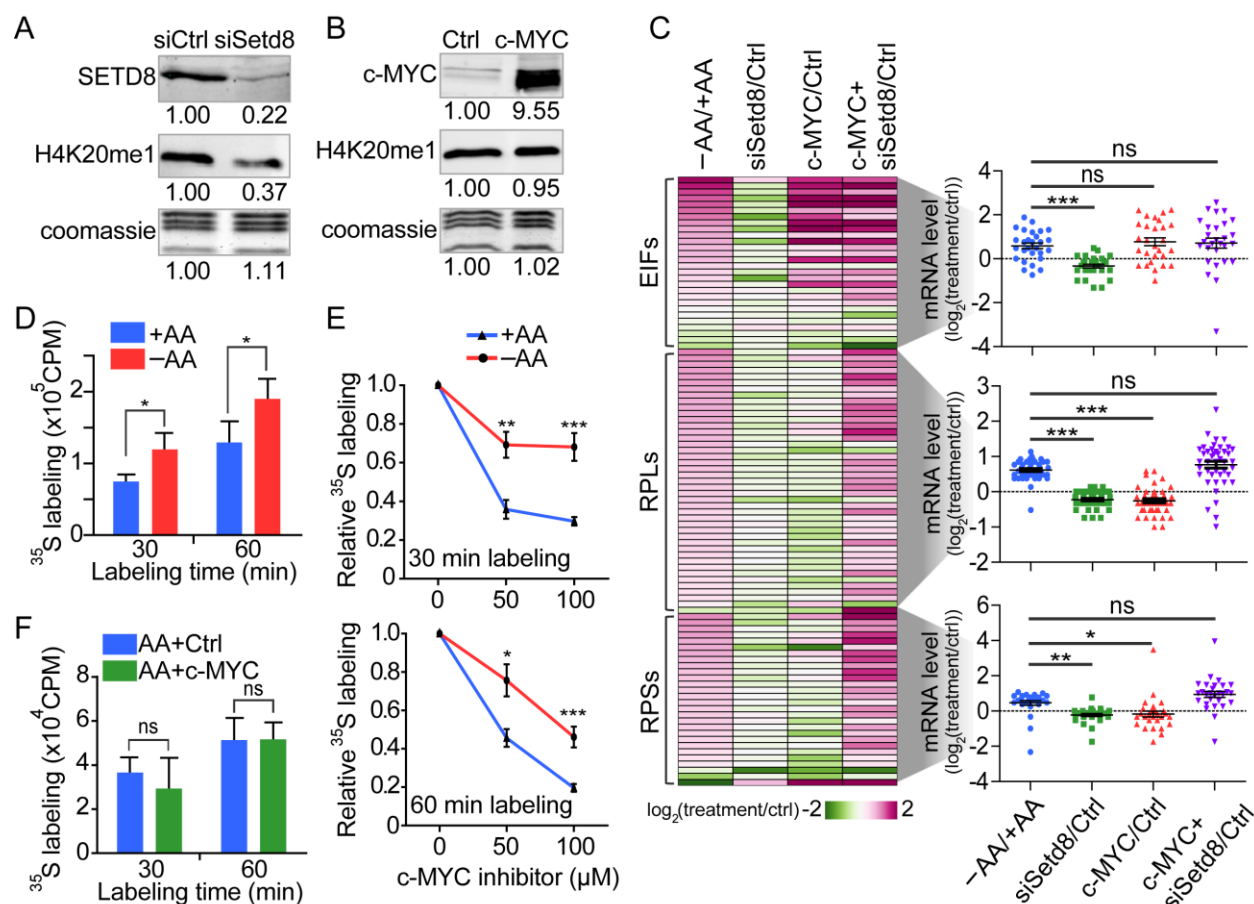 A
siCtrl siSetd8
SETD8
1.00 0.22
H4K20me1
1.00 0.37
coomassie
1.00 1.11
B
Ctrl c-MYC
c-MYC
1.00 9.55
H4K20me1
1.00 0.95
coomassie
1.00 1.02
C
−AA/+AA
siSetd8/Ctrl
c-MYC/Ctrl
c-MYC+
siSetd8/Ctrl
EIFs
RPLs
RPSs
log2(treatment/ctrl) -2 2
mRNA level
(log2(treatment/ctrl))
4
2
0
-2
-4
ns
ns
***
mRNA level
(log2(treatment/ctrl))
3
2
1
0
-1
-2
ns
***
***
mRNA level
(log2(treatment/ctrl))
4
2
0
-2
-4
ns
*
**
−AA/+AA
siSetd8/Ctrl
c-MYC/Ctrl
c-MYC+
siSetd8/Ctrl
D
+AA
−AA
35S labeling (x10^5CPM)
2
1
0
*
*
30 60
Labeling time (min)
E
+AA
−AA
Relative 35S labeling
1.0
0.8
0.6
0.4
0.2
0
** ***
30 min labeling
0 50 100
Relative 35S labeling
1.0
0.8
0.6
0.4
0.2
0
*
***
60 min labeling
0 50 100
c-MYC inhibitor (µM)
F
AA+Ctrl
AA+c-MYC
35S labeling (x10^4CPM)
8
6
4
2
0
ns
ns
30 60
Labeling time (min)